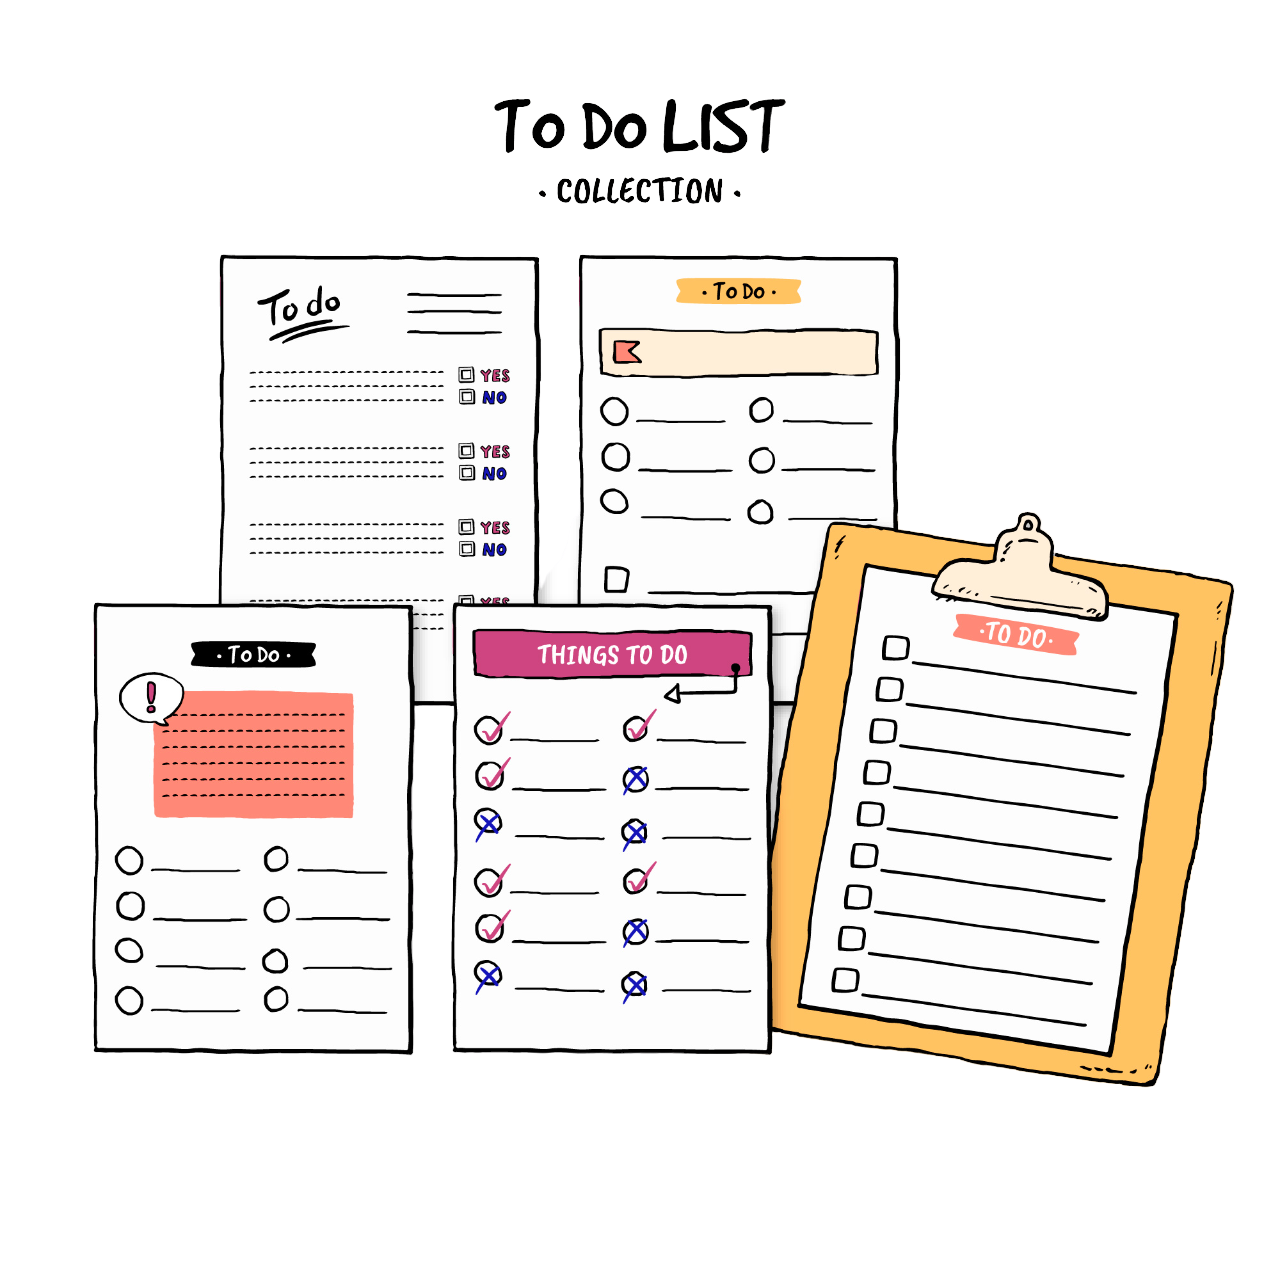 To Do LIST
· COLLECTION ·
To do
YES
NO
YES
NO
YES
NO
YES
· To Do ·
· To Do ·
!
THINGS TO DO
· TO DO ·